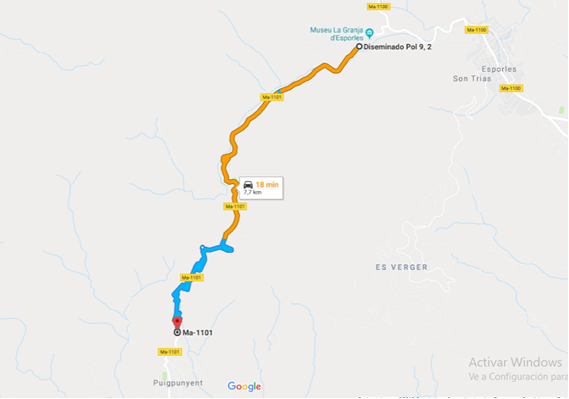 Ma-1100
Museu La Granja
d'Esporles
Ma-1100
Diseminado Pol 9, 2
Esporles
Son Trias
Ma-1100
Ma-1101
18 min
7,7 km
Ma-1101
ES VERGER
Ma-1101
Ma-1101
Ma-1101
Activar Windows
Ve a Configuración para
Puigpunyent
Google